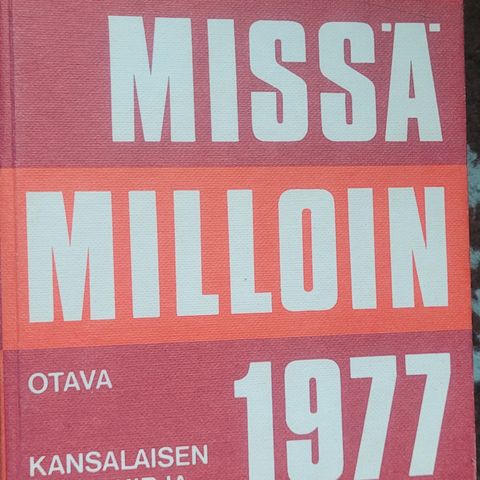 MISSÄ
MILLOIN
OTAVA
1977
KANSALAISEN